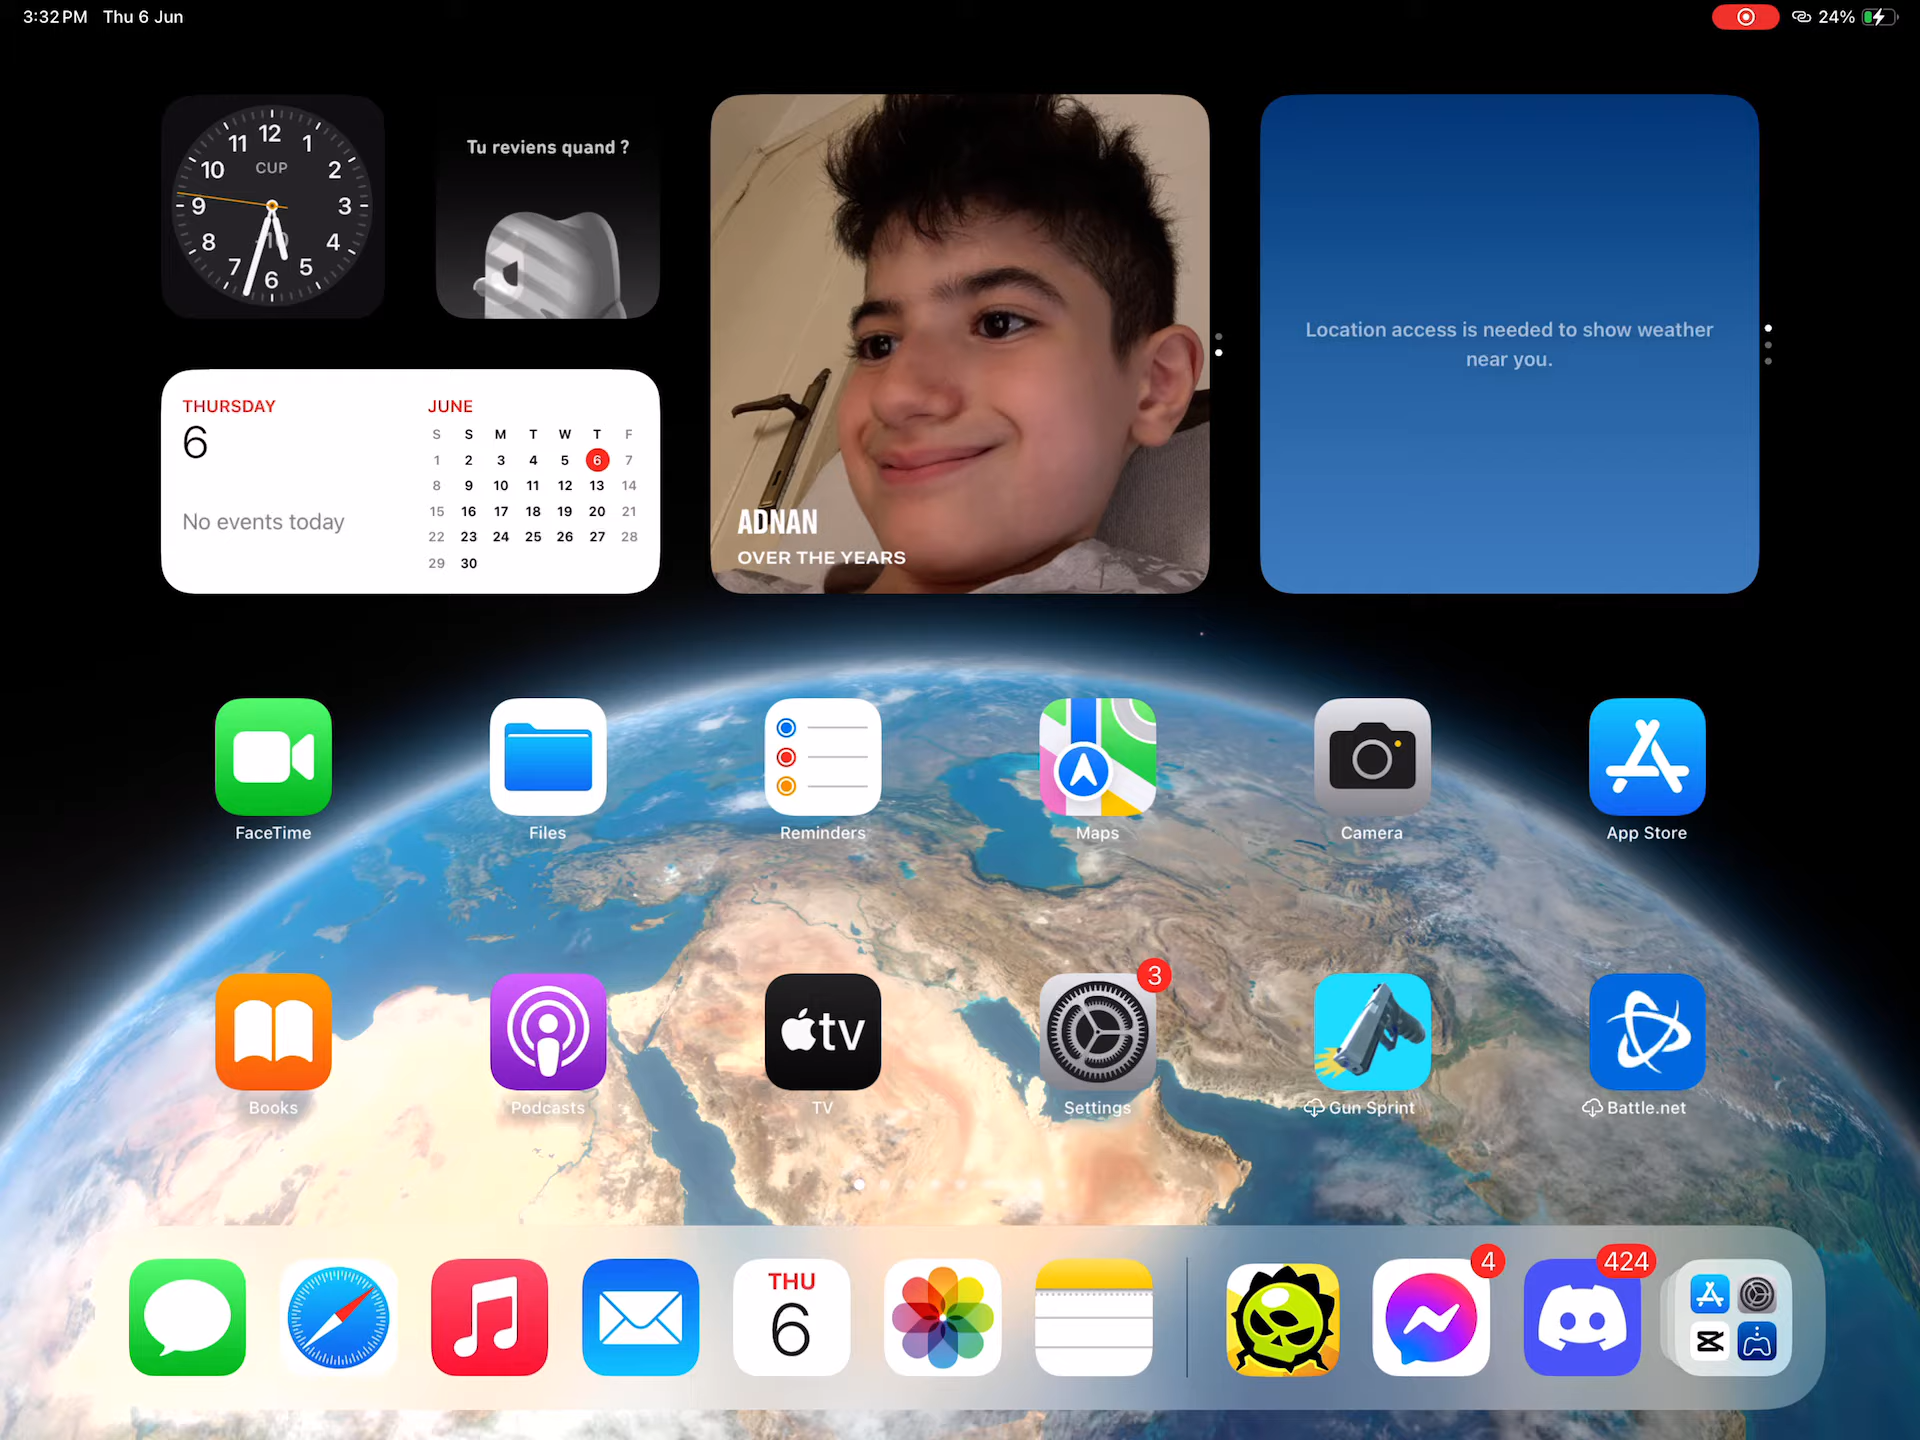 3:32 PM Thu 6 Jun
24%
12
11 1
CUP
10 2
9 3
-10
8 4
7 5
6
Tu reviens quand ?
THURSDAY
6
No events today
JUNE
S S M T W T F
1 2 3 4 5 6 7
8 9 10 11 12 13 14
15 16 17 18 19 20 21
22 23 24 25 26 27 28
29 30
ADNAN
OVER THE YEARS
Location access is needed to show weather
near you.
FaceTime
Files
Reminders
Maps
Camera
App Store
tv
3
Books
Podcasts
TV
Settings
Gun Sprint
Battle.net
THU
6
4
424